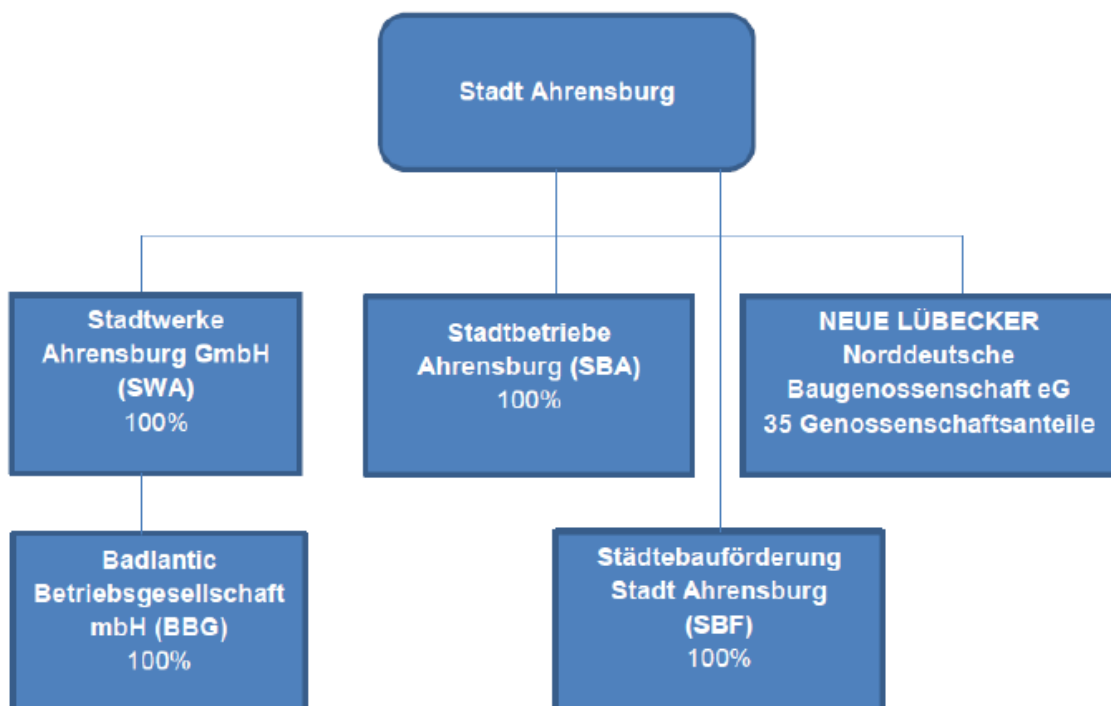 Stadt Ahrensburg
Stadtwerke
Ahrensburg GmbH
(SWA)
100%
Stadtbetriebe
Ahrensburg (SBA)
100%
NEUE LÜBECKER
Norddeutsche
Baugenossenschaft eG
35 Genossenschaftsanteile
Badlantic
Betriebsgesellschaft
mbH (BBG)
100%
Städtebauförderung
Stadt Ahrensburg
(SBF)
100%